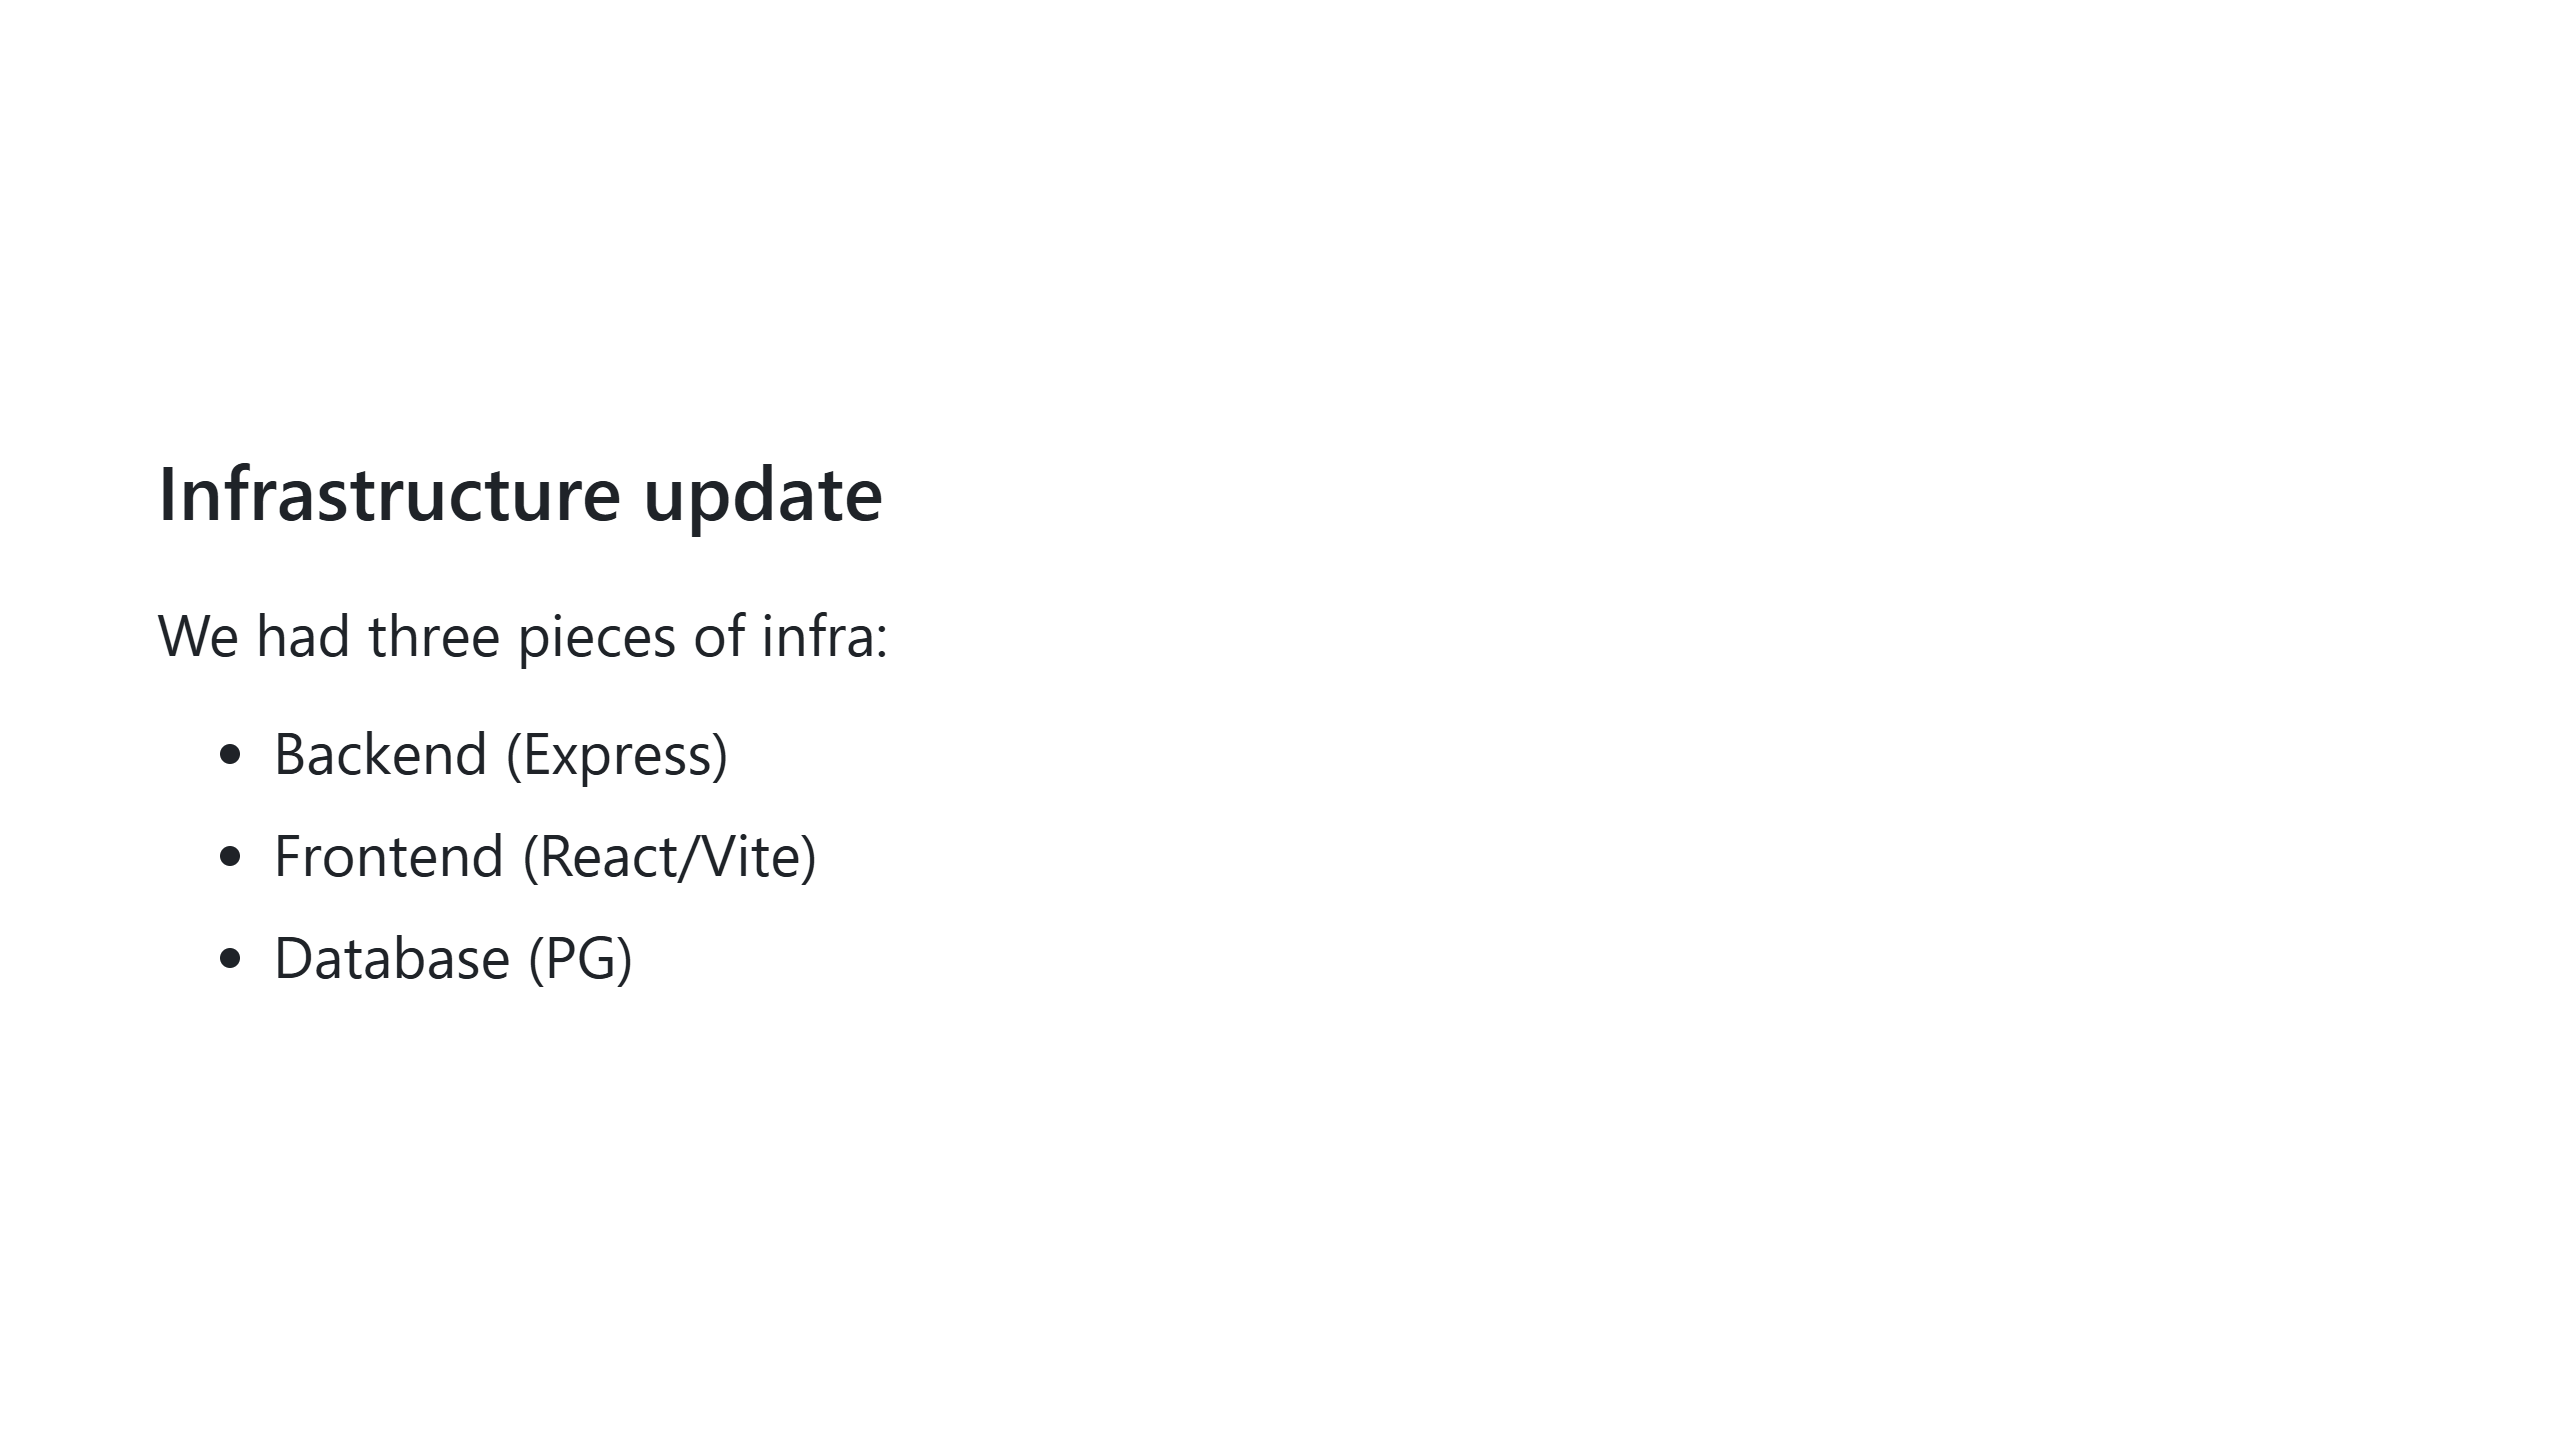 Infrastructure update
We had three pieces of infra:
• Backend (Express)
• Frontend (React/Vite)
• Database (PG)